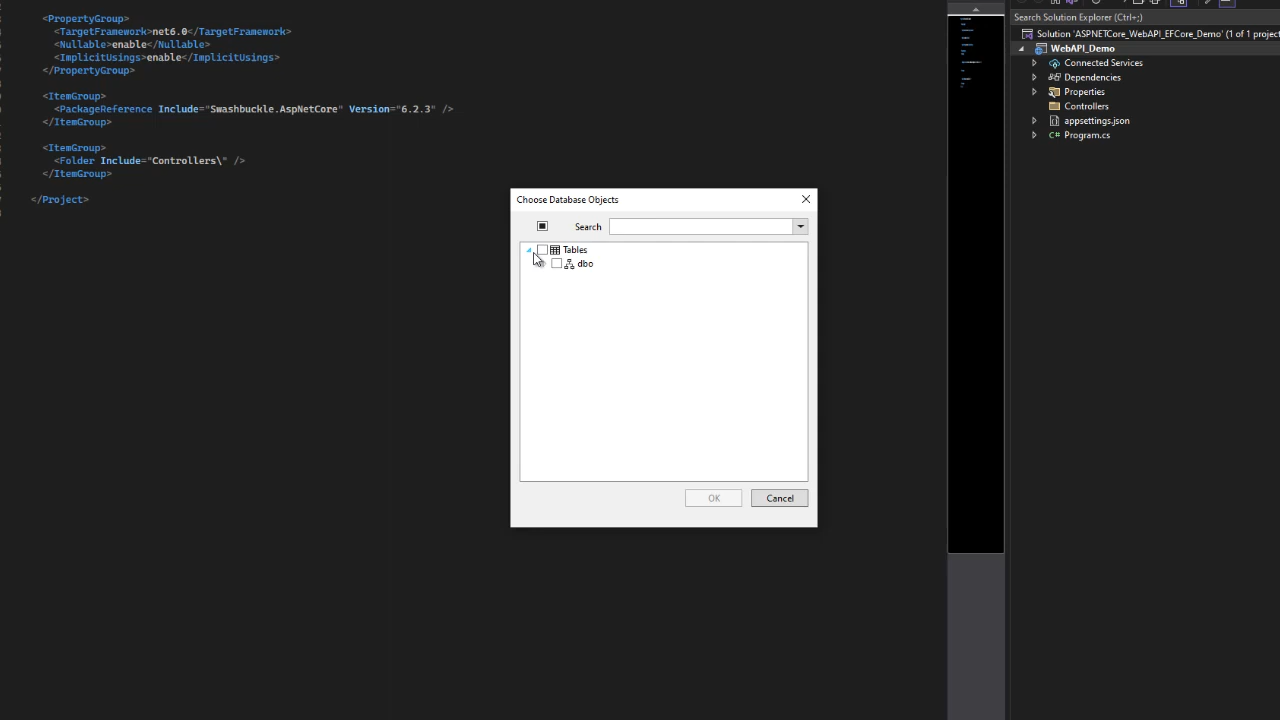 <PropertyGroup>
<TargetFramework>net6.0</TargetFramework>
<Nullable>enable</Nullable>
<ImplicitUsings>enable</ImplicitUsings>
</PropertyGroup>
<ItemGroup>
<PackageReference Include="Swashbuckle.AspNetCore" Version="6.2.3" />
</ItemGroup>
<ItemGroup>
<Folder Include="Controllers\" />
</ItemGroup>
</Project>
Choose Database Objects
Search
Tables
dbo
OK
Cancel
Search Solution Explorer (Ctrl+;)
Solution 'ASPNETCore_WebAPI_EFCore_Demo' (1 of 1 project
WebAPI_Demo
Connected Services
Dependencies
Properties
Controllers
appsettings.json
Program.cs